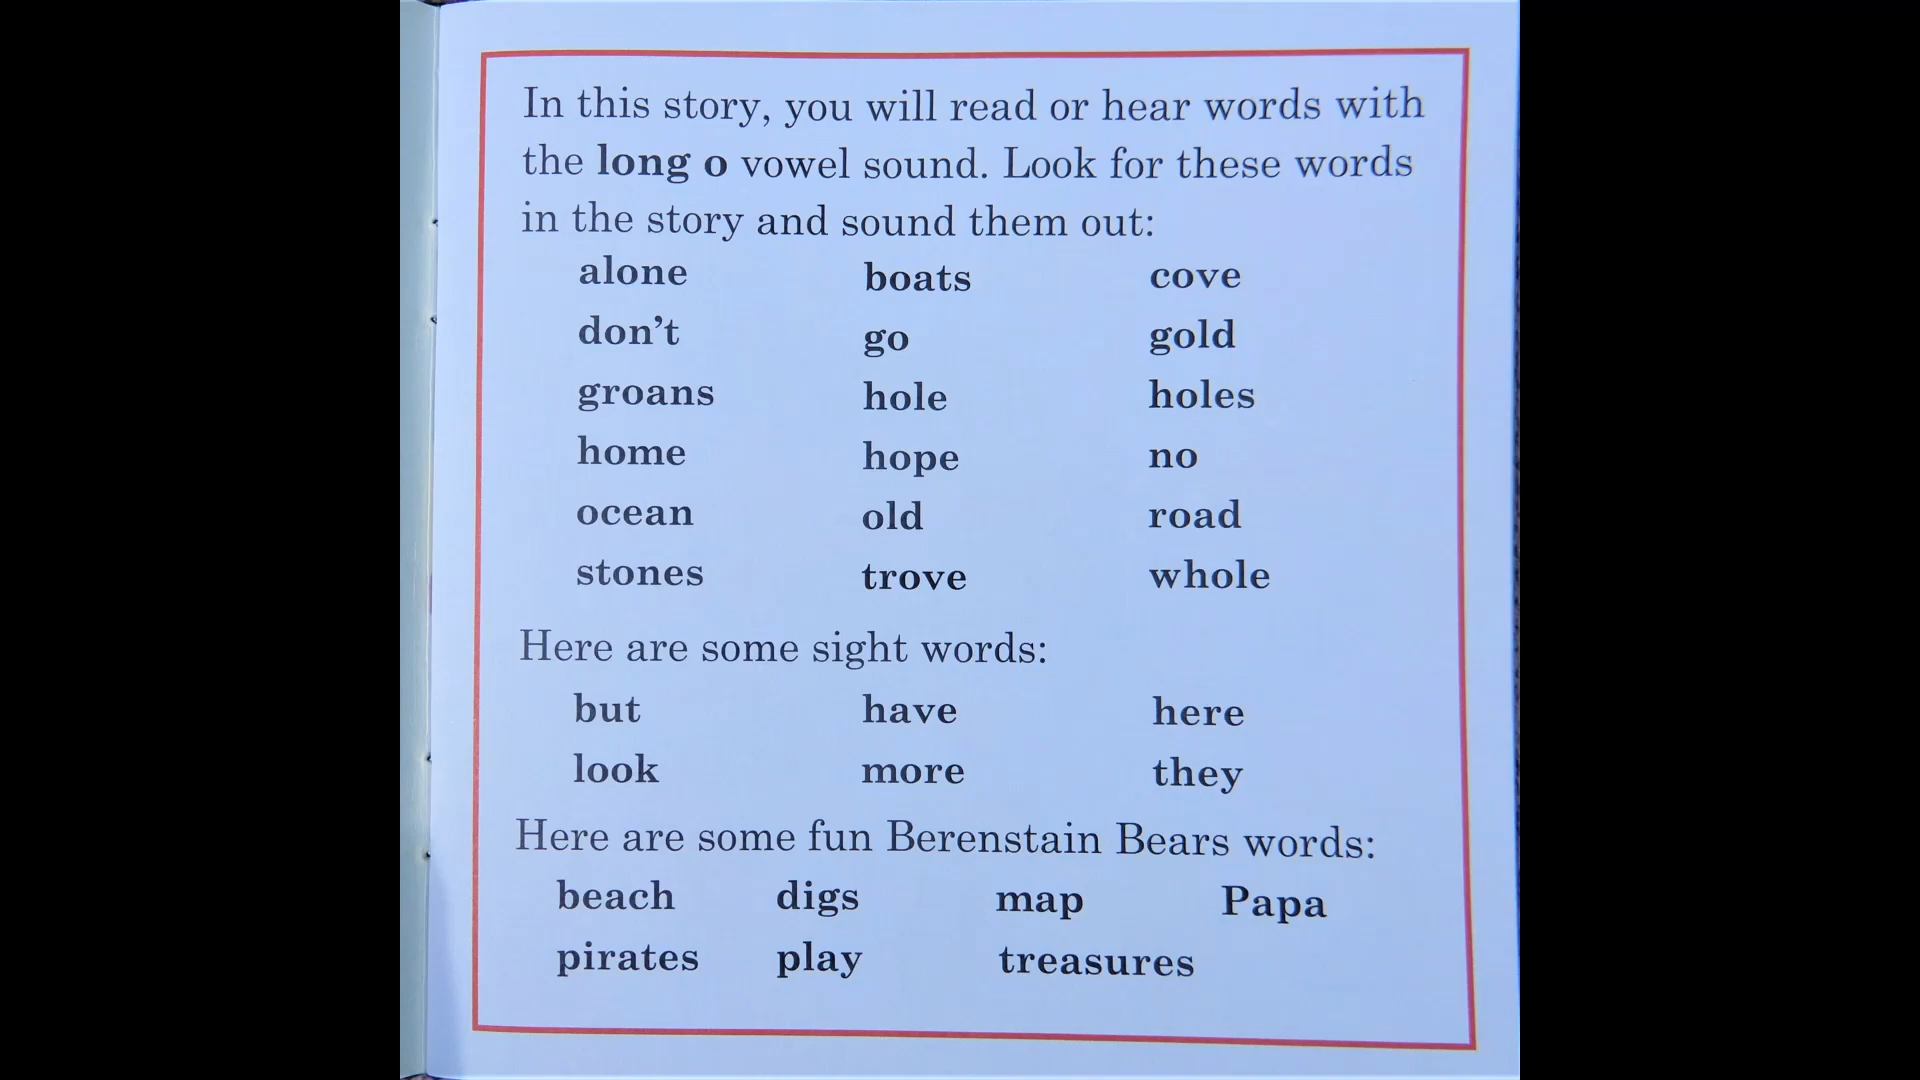 In this story, you will read or hear words with
the long o vowel sound. Look for these words
in the story and sound them out:
alone boats cove
don't go gold
groans hole holes
home hope no
ocean old road
stones trove whole
Here are some sight words:
but have here
look more they
Here are some fun Berenstain Bears words:
beach digs map Papa
pirates play treasures